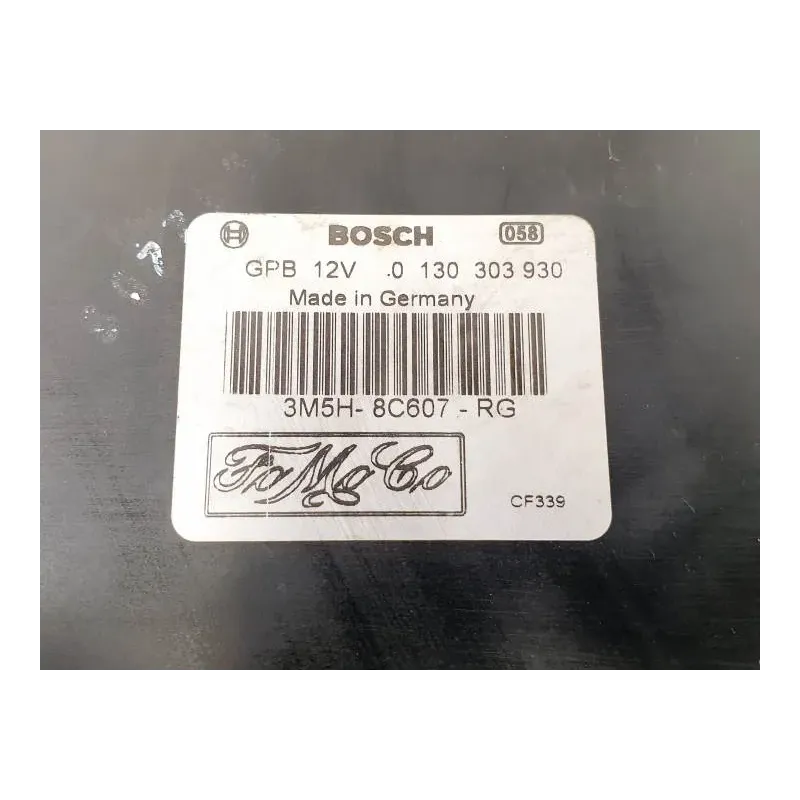 BOSCH 058
GPB 12V .0 130 303 930
Made in Germany
3M5H- 8C607 - RG
FoMoCo
CF339